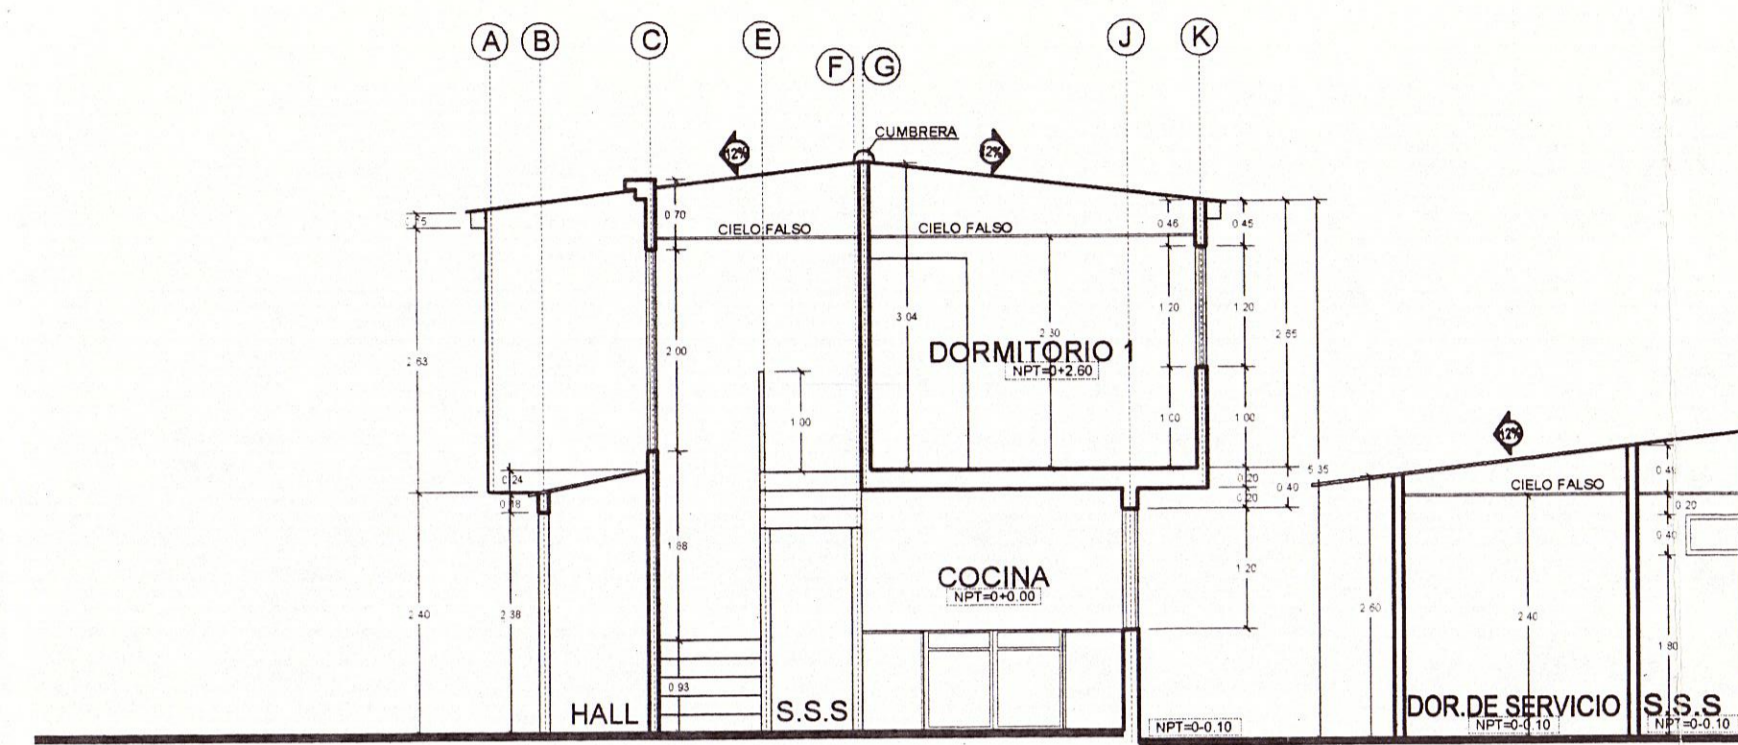 A B C E F G J K
CUMBRERA
12%
12%
0.70
CIELO FALSO
CIELO FALSO
0.46
0.45
2.63
2.00
3.04
2.30
1.20
1.20
2.65
DORMITORIO 1
NPT=0+2.60
1.00
1.00
1.00
12%
5.35
0.24
0.20
0.20
0.40
CIELO FALSO
0.20
0.40
COCINA
NPT=0+0.00
1.20
2.40
2.38
2.60
2.40
1.80
0.93
HALL
S.S.S
NPT=0-0.10
DOR.DE SERVICIO
NPT=0-0.10
S.S.S
NPT=0-0.10